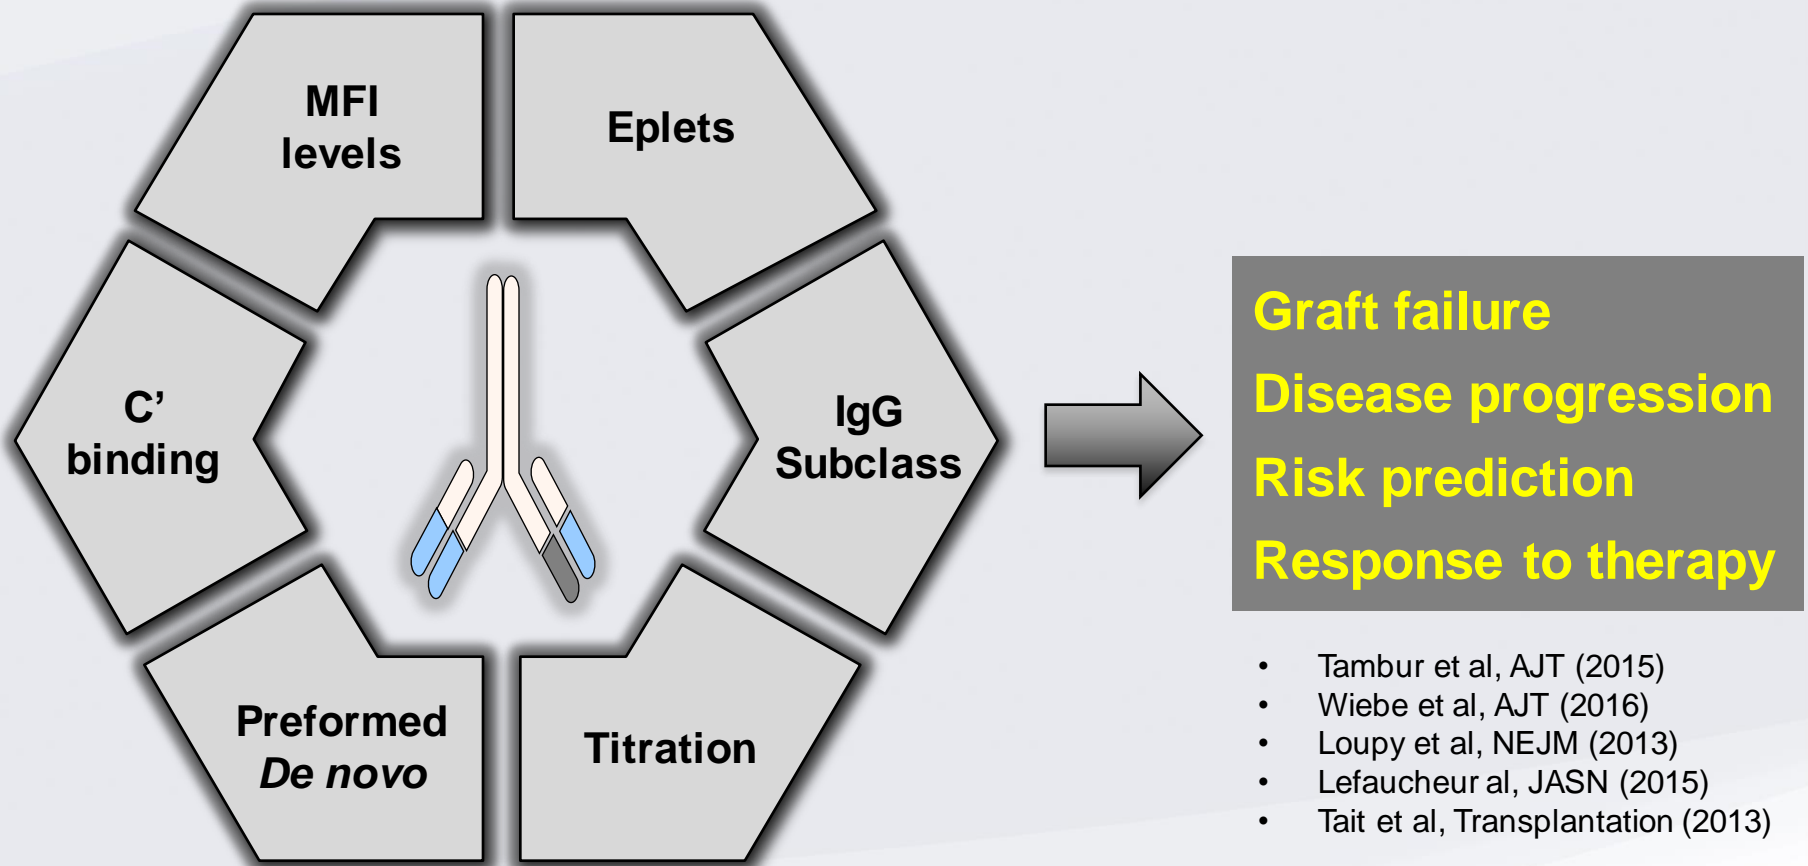 MFI
levels
Eplets
C’
binding
IgG
Subclass
Preformed
De novo
Titration
Graft failure
Disease progression
Risk prediction
Response to therapy
• Tambur et al, AJT (2015)
• Wiebe et al, AJT (2016)
• Loupy et al, NEJM (2013)
• Lefaucheur al, JASN (2015)
• Tait et al, Transplantation (2013)